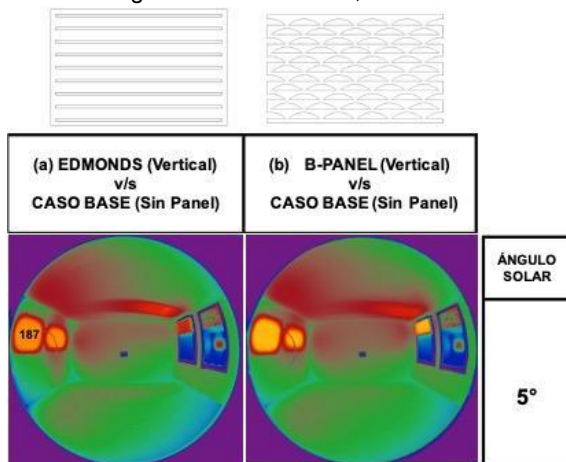 (a) EDMONDS (Vertical)
v/s
CASO BASE (Sin Panel)
(b) B-PANEL (Vertical)
v/s
CASO BASE (Sin Panel)
ÁNGULO
SOLAR
187
5°